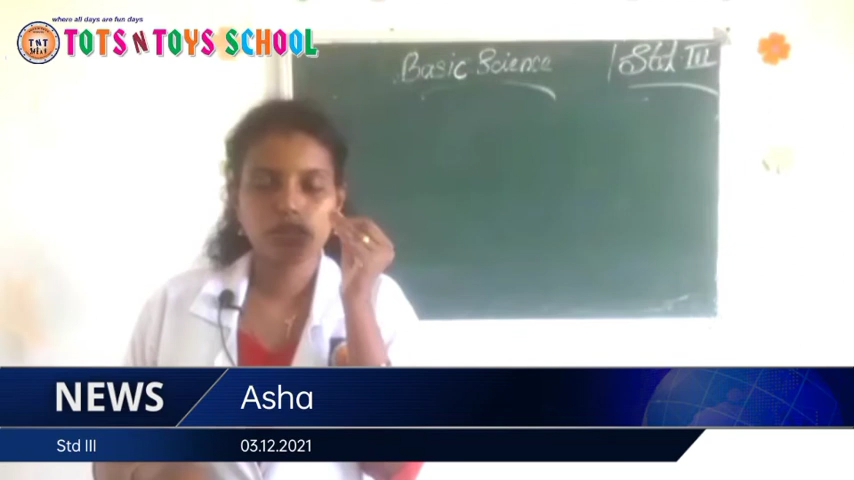 where all days are fun days
TNT
TOTS N TOYS SCHOOL
Basic Science
Std III
NEWS
Asha
Std III
03.12.2021